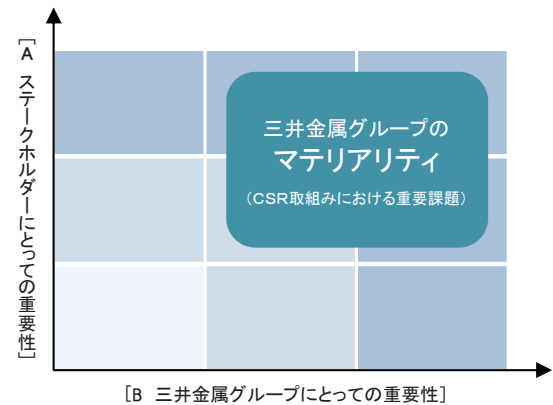 ［A　ステークホルダーにとっての重要性］
三井金属グループの
マテリアリティ
（CSR取組みにおける重要課題）
［B　三井金属グループにとっての重要性］